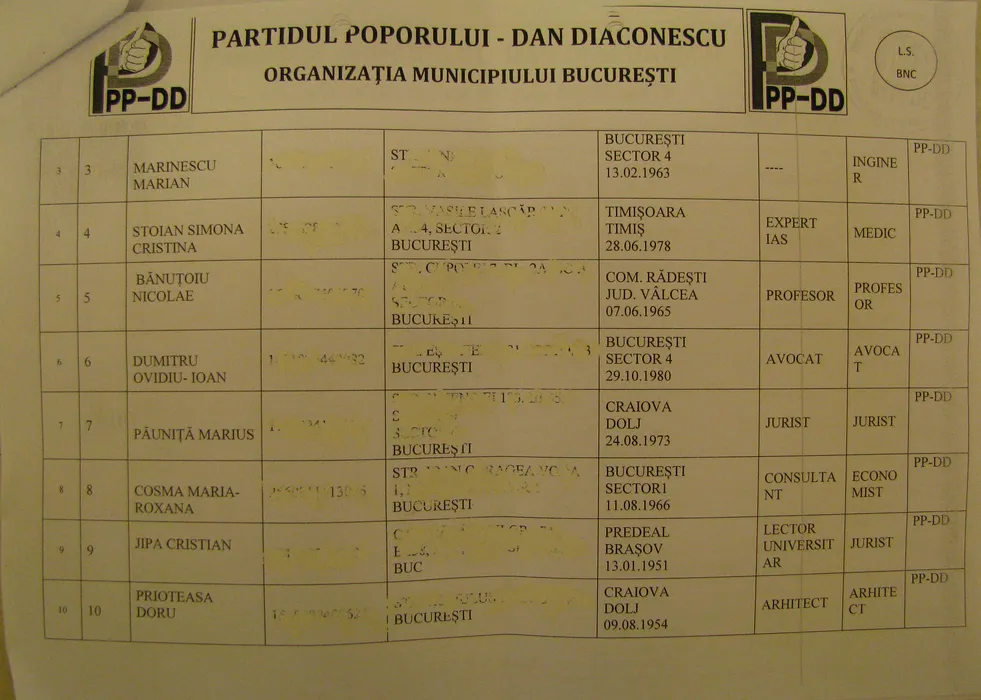 PARTIDUL POPORULUI - DAN DIACONESCU
ORGANIZAȚIA MUNICIPIULUI BUCUREȘTI
PP-DD
PP-DD
L.S.
BNC
3 3 MARINESCU MARIAN
BUCUREȘTI
SECTOR 4
13.02.1963
----
INGINE
R
PP-DD
4 4 STOIAN SIMONA
CRISTINA
BUCUREȘTI
TIMIȘOARA
TIMIȘ
28.06.1978
EXPERT
IAS
MEDIC
PP-DD
5 5 BĂNUȚOIU
NICOLAE
BUCUREȘTI
COM. RĂDEȘTI
JUD. VÂLCEA
07.06.1965
PROFESOR
PROFES
OR
PP-DD
6 6 DUMITRU
OVIDIU- IOAN
BUCUREȘTI
BUCUREȘTI
SECTOR 4
29.10.1980
AVOCAT
AVOCA
T
PP-DD
7 7 PĂUNIȚĂ MARIUS
BUCUREȘTI
CRAIOVA
DOLJ
24.08.1973
JURIST
JURIST
PP-DD
8 8 COSMA MARIA-
ROXANA
BUCUREȘTI
BUCUREȘTI
SECTOR1
11.08.1966
CONSULTA
NT
ECONO
MIST
PP-DD
9 9 JIPA CRISTIAN
BUC
PREDEAL
BRAȘOV
13.01.1951
LECTOR
UNIVERSIT
AR
JURIST
PP-DD
10 10 PRIOTEASA
DORU
BUCUREȘTI
CRAIOVA
DOLJ
09.08.1954
ARHITECT
ARHITE
CT
PP-DD